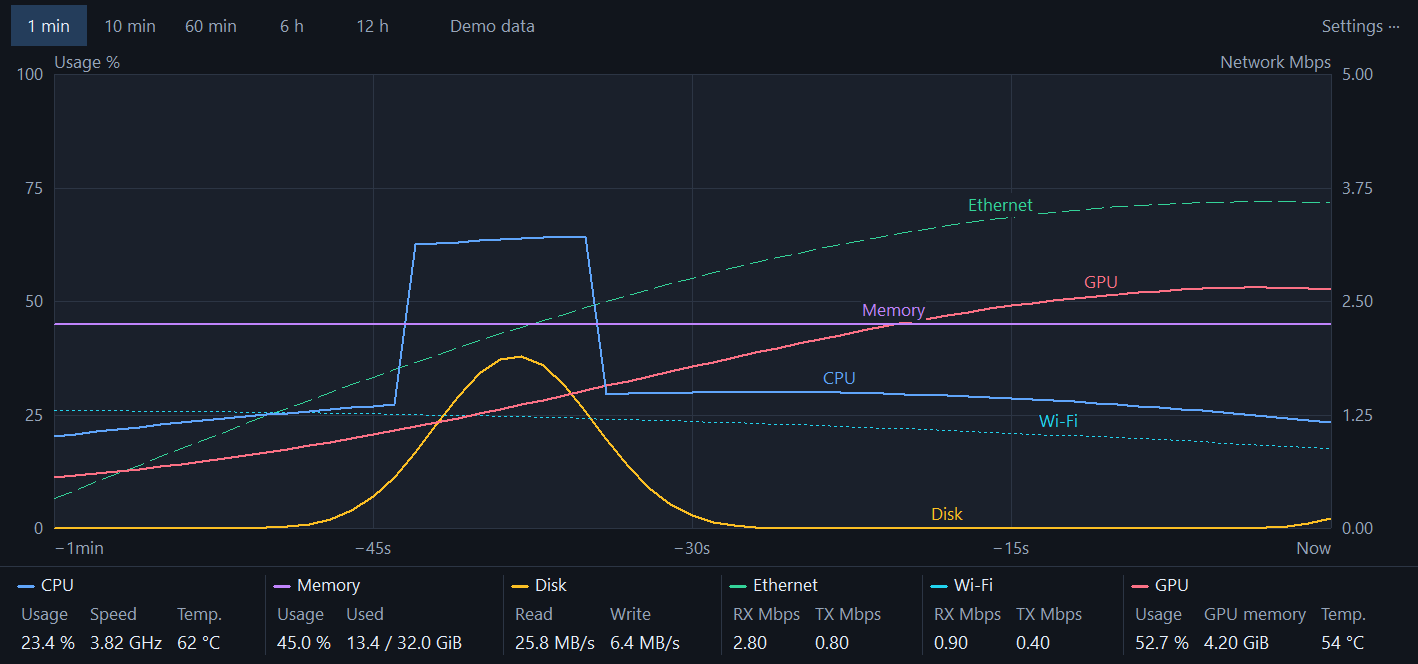 1 min 10 min 60 min 6 h 12 h Demo data Settings ···
Usage % Network Mbps
100 5.00
75 3.75
Ethernet
GPU
50 2.50
Memory
CPU
25 1.25
Wi-Fi
Disk
0 0.00
−1min −45s −30s −15s Now
CPU Memory Disk Ethernet Wi-Fi GPU
Usage Speed Temp. Usage Used Read Write RX Mbps TX Mbps RX Mbps TX Mbps Usage GPU memory Temp.
23.4 % 3.82 GHz 62 °C 45.0 % 13.4 / 32.0 GiB 25.8 MB/s 6.4 MB/s 2.80 0.80 0.90 0.40 52.7 % 4.20 GiB 54 °C